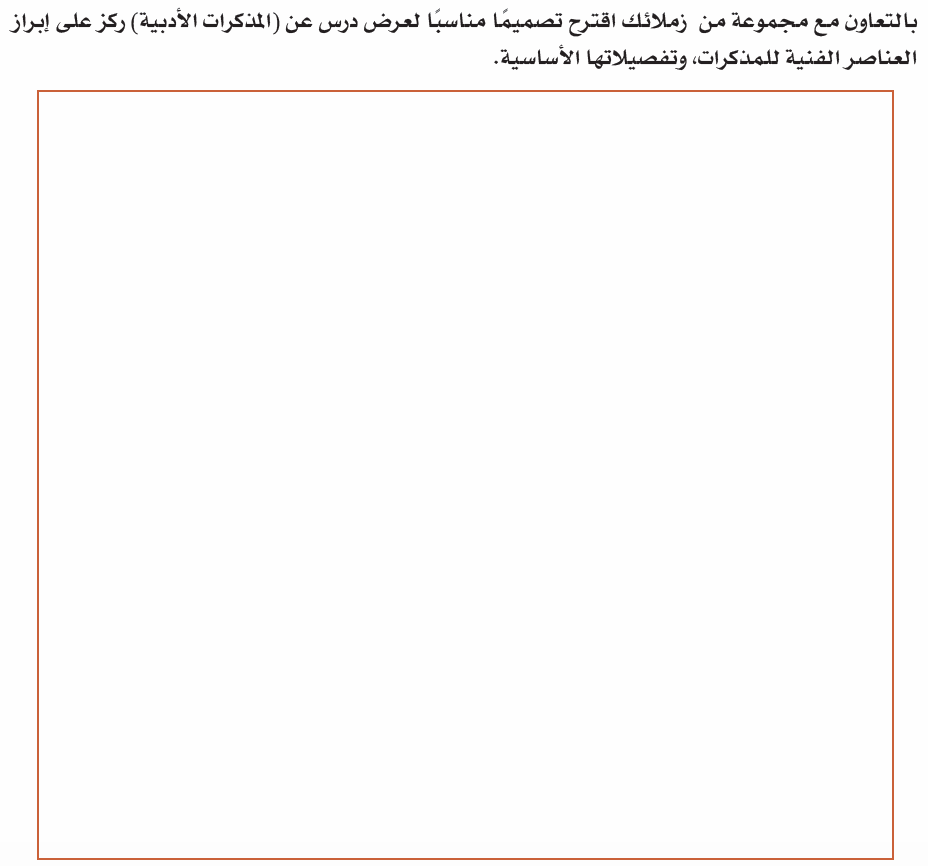 بالتعاون مع مجموعة من زملائك اقترح تصميمًا مناسبًا لعرض درس عن (المذكرات الأدبية) ركز على إبراز
العناصر الفنية للمذكرات، وتفصيلاتها الأساسية.